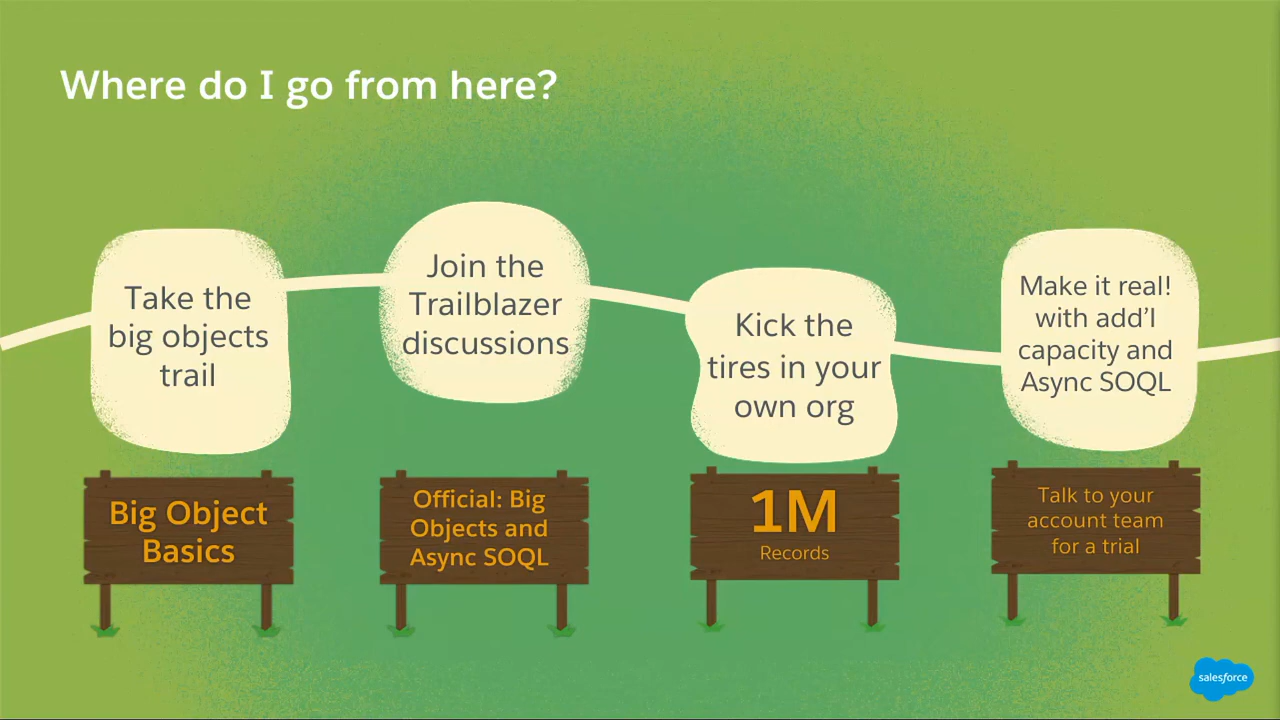 Where do I go from here?
Take the
big objects
trail
Join the
Trailblazer
discussions
Kick the
tires in your
own org
Make it real!
with add'l
capacity and
Async SOQL
Big Object
Basics
Official: Big
Objects and
Async SOQL
1M
Records
Talk to your
account team
for a trial
salesforce